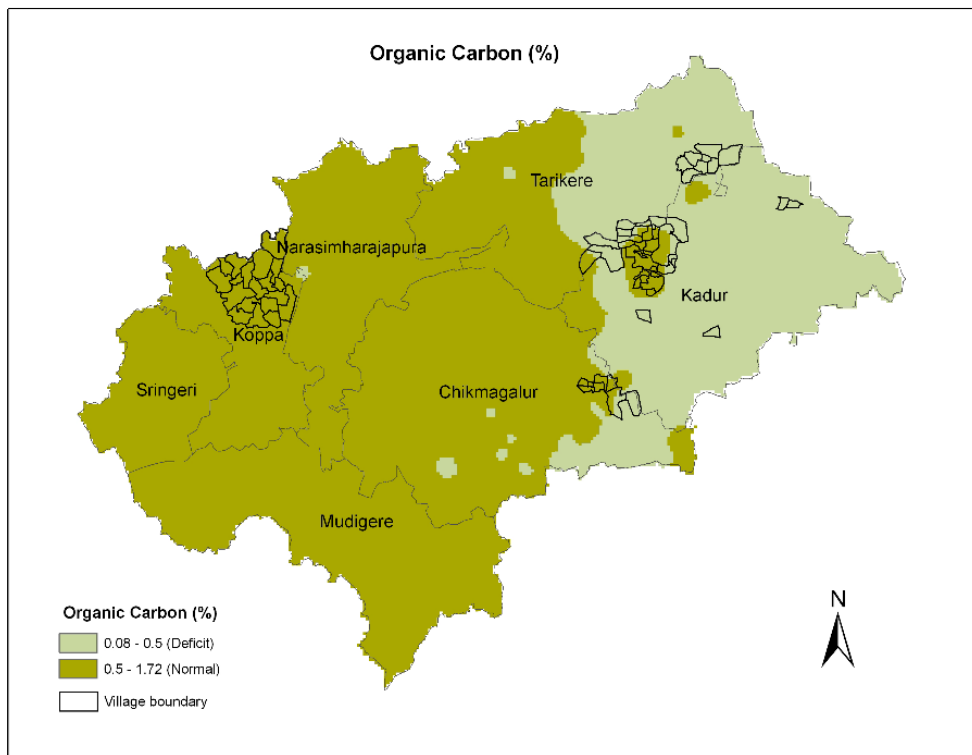 Organic Carbon (%)
Tarikere
Narasimharajapura
Kadur
Koppa
Sringeri
Chikmagalur
Mudigere
Organic Carbon (%)
0.08 - 0.5 (Deficit)
0.5 - 1.72 (Normal)
Village boundary
N